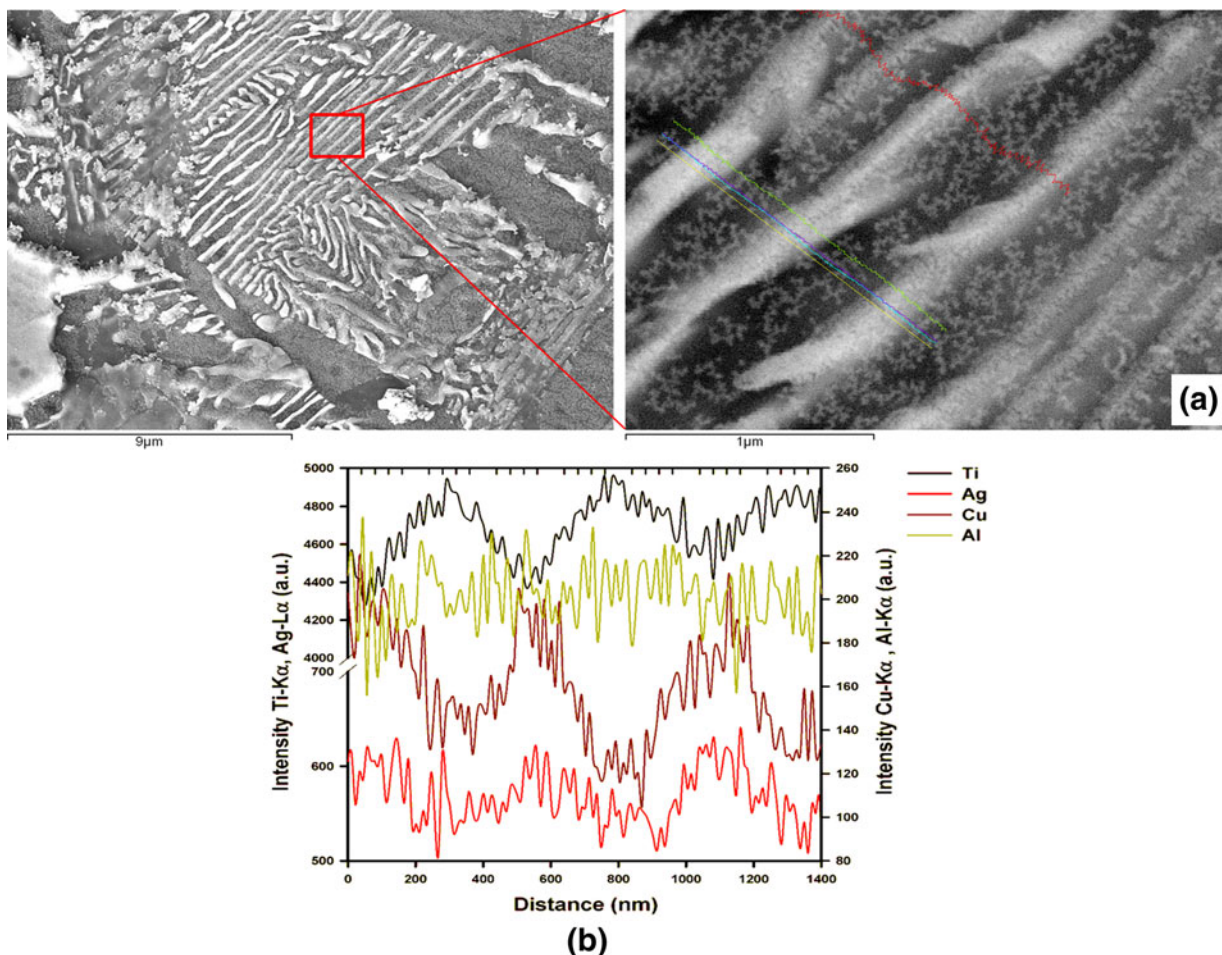 9µm
1µm
(a)
Ti
Ag
Cu
Al
Intensity Ti-Kα, Ag-Lα (a.u.)
5000
4800
4600
4400
4200
4000
700
600
500
260
240
220
200
180
160
140
120
100
80
Intensity Cu-Kα , Al-Kα (a.u.)
0 200 400 600 800 1000 1200 1400
Distance (nm)
(b)